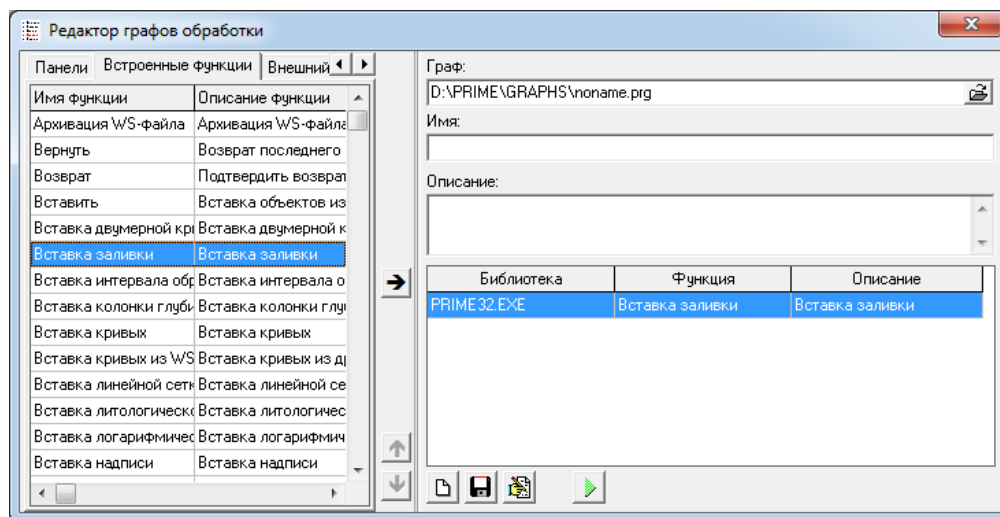 Редактор графов обработки
Панели Встроенные функции Внешний
Имя функции Описание функции
Архивация WS-файла Архивация WS-файла
Вернуть Возврат последнего
Возврат Подтвердить возврат
Вставить Вставка объектов из
Вставка двумерной кри Вставка двумерной к
Вставка заливки Вставка заливки
Вставка интервала обр Вставка интервала о
Вставка колонки глуби Вставка колонки глу
Вставка кривых Вставка кривых
Вставка кривых из WS Вставка кривых из д
Вставка линейной сетк Вставка линейной се
Вставка литологическо Вставка литологичес
Вставка логарифмичес Вставка логарифмич
Вставка надписи Вставка надписи
Граф:
D:\PRIME\GRAPHS\noname.prg
Имя:
Описание:
Библиотека Функция Описание
PRIME32.EXE Вставка заливки Вставка заливки